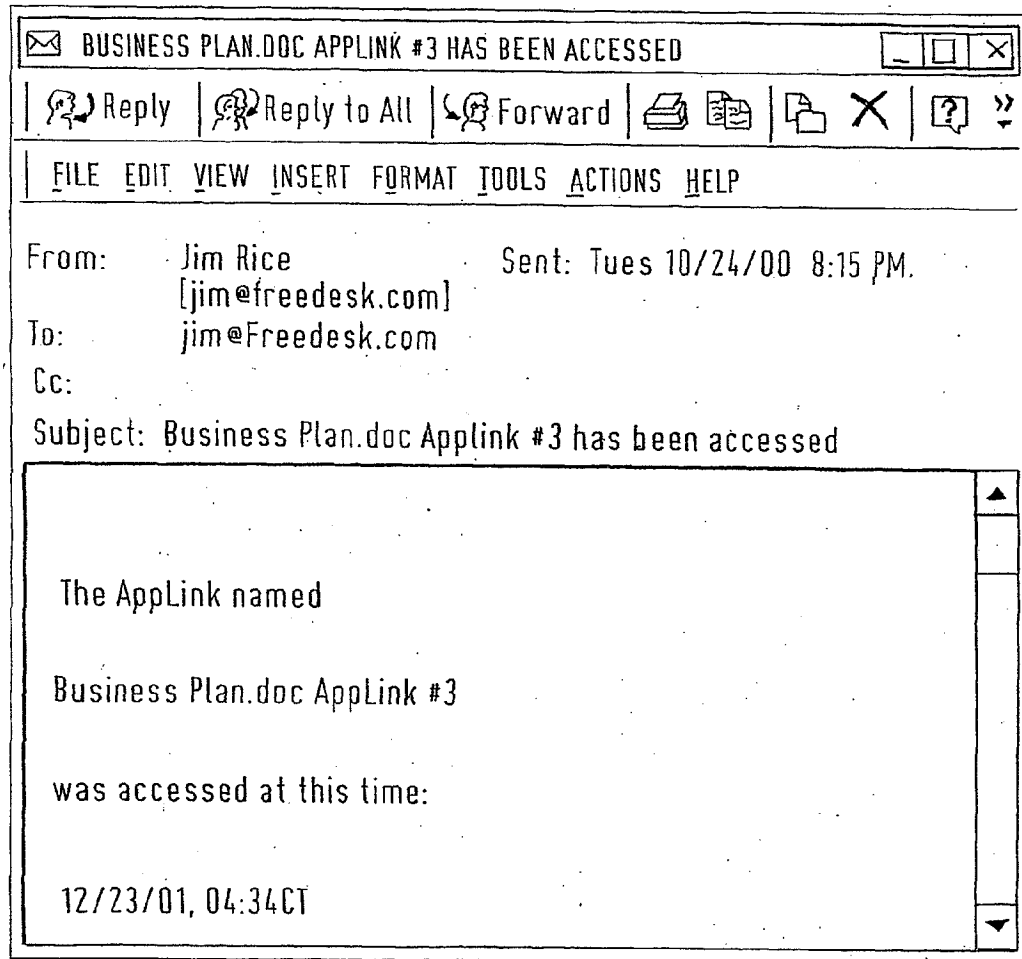 BUSINESS PLAN.DOC APPLINK #3 HAS BEEN ACCESSED
Reply Reply to All Forward
FILE EDIT VIEW INSERT FORMAT TOOLS ACTIONS HELP
From: Jim Rice Sent: Tues 10/24/00 8:15 PM.
[jim@freedesk.com]
To: jim@Freedesk.com
Cc:
Subject: Business Plan.doc Applink #3 has been accessed
The AppLink named
Business Plan.doc AppLink #3
was accessed at this time:
12/23/01, 04:34CT